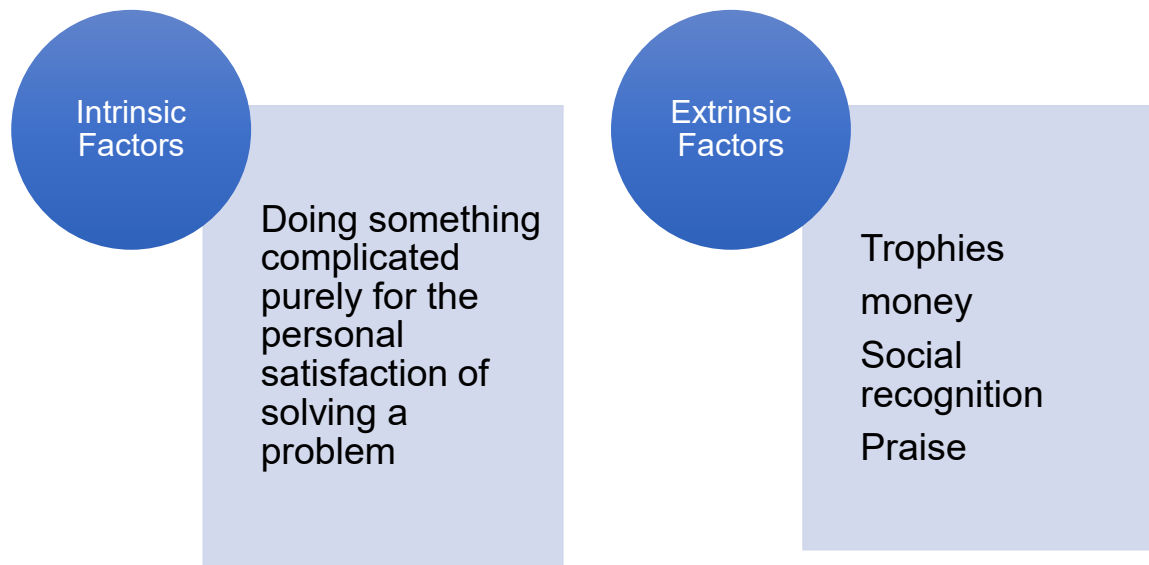 Intrinsic
Factors
Doing something
complicated
purely for the
personal
satisfaction of
solving a
problem
Extrinsic
Factors
Trophies
money
Social
recognition
Praise